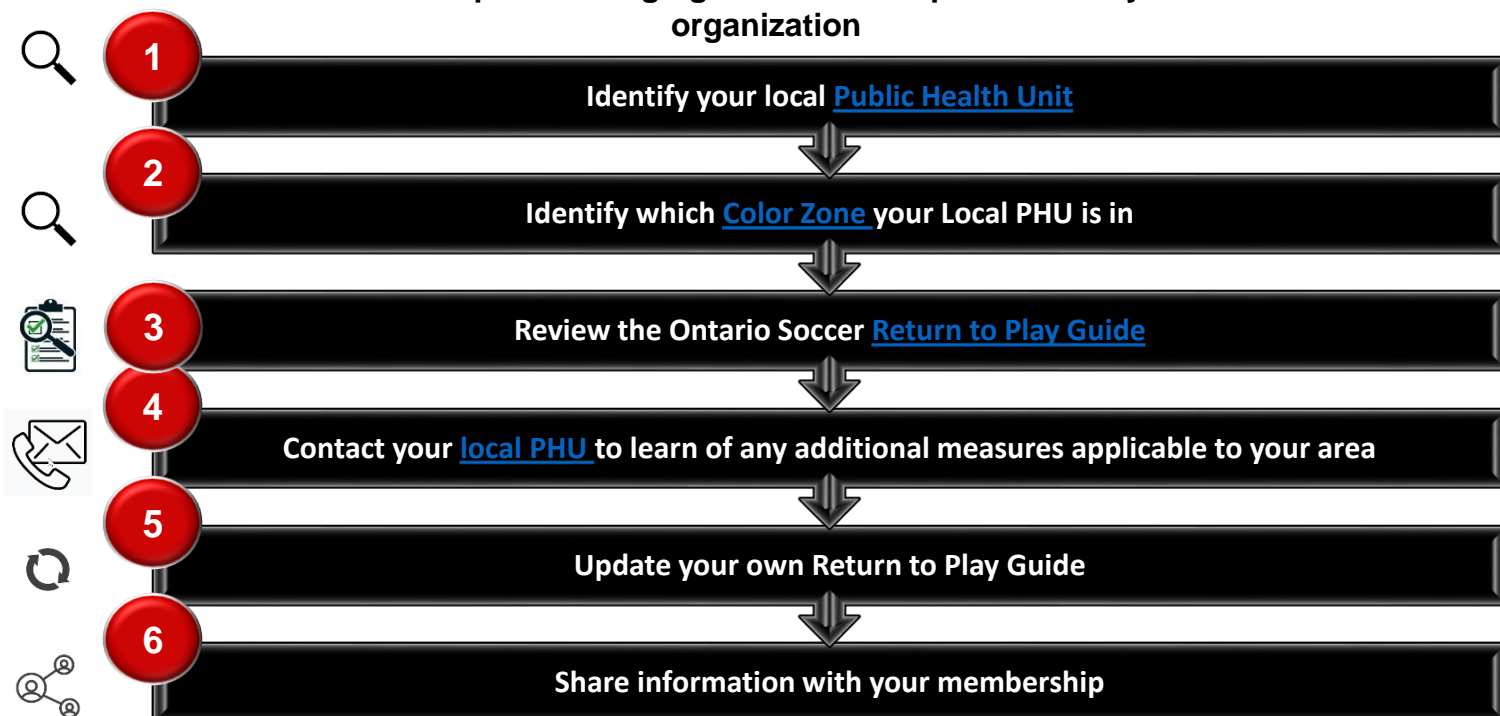 organization
1
Identify your local Public Health Unit
2
Identify which Color Zone your Local PHU is in
3
Review the Ontario Soccer Return to Play Guide
4
Contact your local PHU to learn of any additional measures applicable to your area
5
Update your own Return to Play Guide
6
Share information with your membership